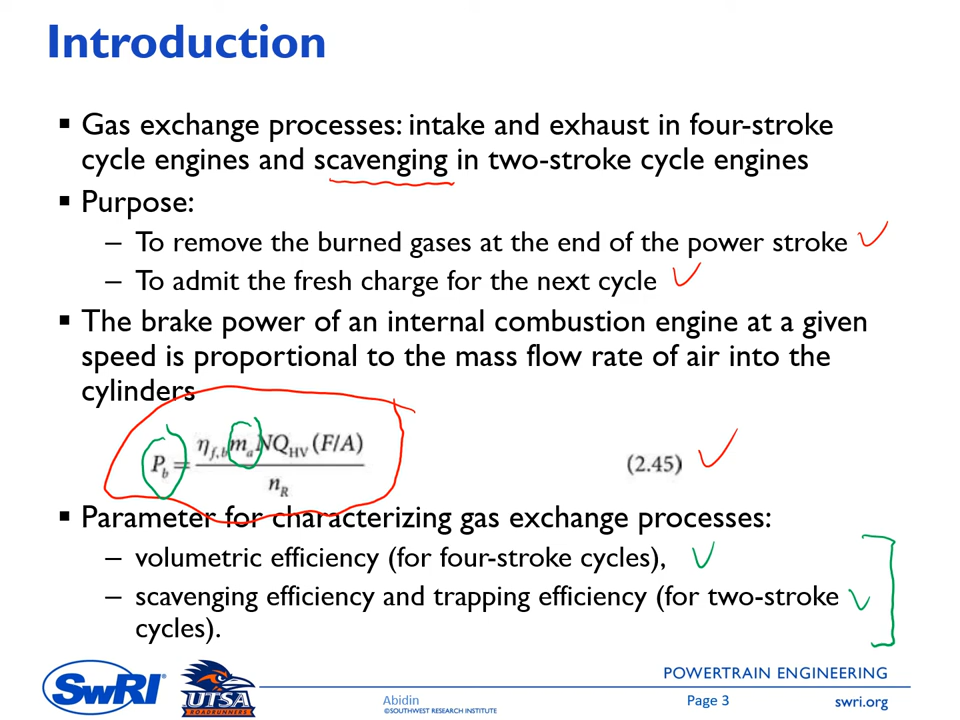 Introduction
▪ Gas exchange processes: intake and exhaust in four-stroke
cycle engines and scavenging in two-stroke cycle engines
▪ Purpose:
– To remove the burned gases at the end of the power stroke
– To admit the fresh charge for the next cycle
▪ The brake power of an internal combustion engine at a given
speed is proportional to the mass flow rate of air into the
cylinders
P_b = η_{f,b} m_a N Q_HV (F/A) / n_R (2.45)
▪ Parameter for characterizing gas exchange processes:
– volumetric efficiency (for four-stroke cycles),
– scavenging efficiency and trapping efficiency (for two-stroke
cycles).
SwRI
UTSA
ROADRUNNERS
POWERTRAIN ENGINEERING
Abidin
©SOUTHWEST RESEARCH INSTITUTE
Page 3
swri.org